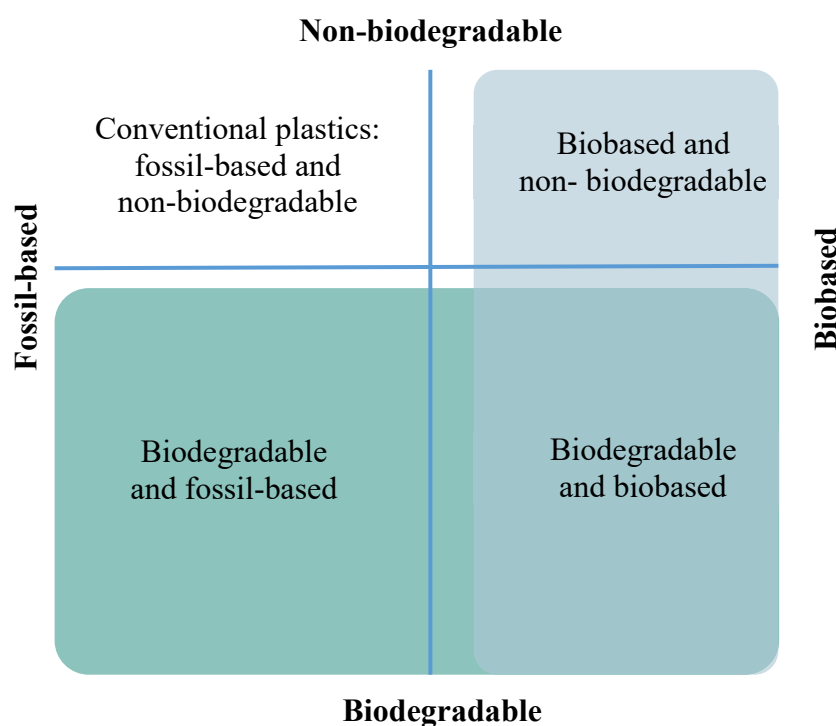 Non-biodegradable
Conventional plastics:
fossil-based and
non-biodegradable
Biobased and
non- biodegradable
Fossil-based
Biobased
Biodegradable
and fossil-based
Biodegradable
and biobased
Biodegradable